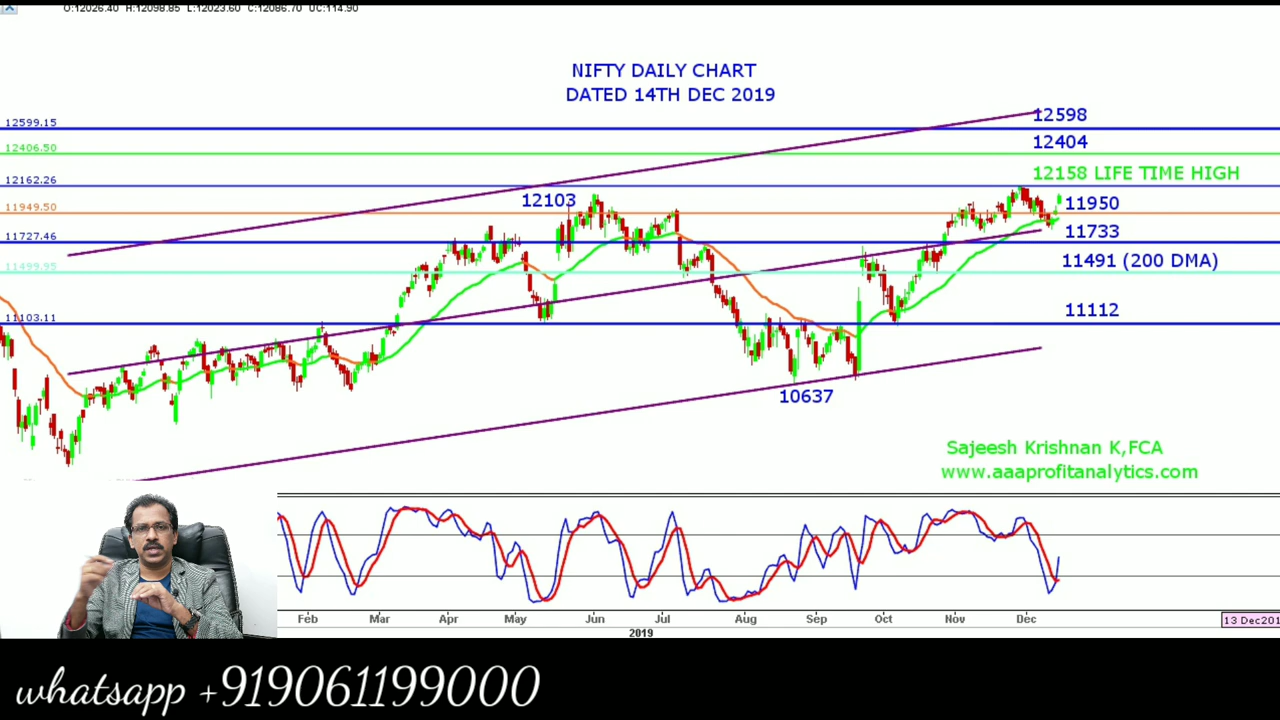 O:12026.40 H:12098.85 L:12023.60 C:12086.70 UC:114.90
NIFTY DAILY CHART
DATED 14TH DEC 2019
12598
12599.15
12404
12406.50
12158 LIFE TIME HIGH
12162.26
12103
11950
11949.50
11733
11727.46
11491 (200 DMA)
11499.95
11112
11103.11
10637
Sajeesh Krishnan K,FCA
www.aaaprofitanalytics.com
Feb Mar Apr May Jun Jul Aug Sep Oct Nov Dec
2019
13 Dec201
whatsapp +919061199000